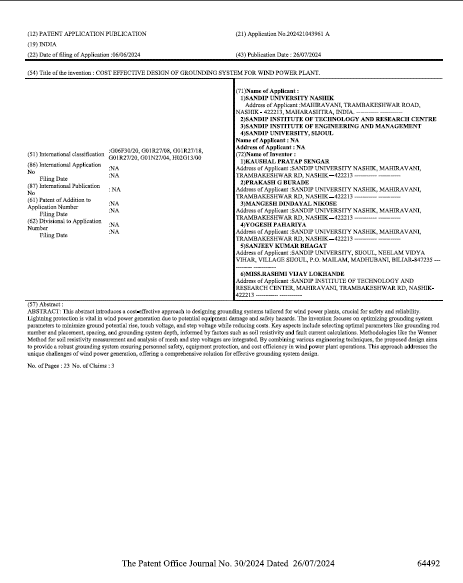 (12) PATENT APPLICATION PUBLICATION
(21) Application No.202421043961 A
(19) INDIA
(22) Date of filing of Application :06/06/2024
(43) Publication Date : 26/07/2024
(54) Title of the invention : COST EFFECTIVE DESIGN OF GROUNDING SYSTEM FOR WIND POWER PLANT.
(51) International classification
:G06F30/20, G01R27/08, G01R27/18,
G01R27/20, G01N27/04, H02G13/00
(86) International Application
No
:NA
Filing Date
:NA
(87) International Publication
No
: NA
(61) Patent of Addition to
Application Number
:NA
Filing Date
:NA
(62) Divisional to Application
Number
:NA
Filing Date
:NA
(71)Name of Applicant :
1)SANDIP UNIVERSITY NASHIK
Address of Applicant :MAHIRAVANI, TRAMBAKESHWAR ROAD,
NASHIK - 422213, MAHARASHTRA, INDIA. ---------- ----------
2)SANDIP INSTITUTE OF TECHNOLOGY AND RESEARCH CENTRE
3)SANDIP INSTITUTE OF ENGINEERING AND MANAGEMENT
4)SANDIP UNIVERSITY, SIJOUL
Name of Applicant : NA
Address of Applicant : NA
(72)Name of Inventor :
1)KAUSHAL PRATAP SENGAR
Address of Applicant :SANDIP UNIVERSITY NASHIK, MAHIRAVANI,
TRAMBAKESHWAR RD, NASHIK—422213 ---------- ----------
2)PRAKASH G BURADE
Address of Applicant :SANDIP UNIVERSITY NASHIK, MAHIRAVANI,
TRAMBAKESHWAR RD, NASHIK—422213 ---------- ----------
3)MANGESH DINDAYAL NIKOSE
Address of Applicant :SANDIP UNIVERSITY NASHIK, MAHIRAVANI,
TRAMBAKESHWAR RD, NASHIK—422213 ---------- ----------
4)YOGESH PAHARIYA
Address of Applicant :SANDIP UNIVERSITY NASHIK, MAHIRAVANI,
TRAMBAKESHWAR RD, NASHIK—422213 ---------- ----------
5)SANJEEV KUMAR BHAGAT
Address of Applicant :SANDIP UNIVERSITY, SIJOUL, NEELAM VIDYA
VIHAR, VILLAGE SIJOUL, P.O. MAILAM, MADHUBANI, BIHAR-847235 ---
------- ----------
6)MISS.RASHMI VIJAY LOKHANDE
Address of Applicant :SANDIP INSTITUTE OF TECHNOLOGY AND
RESEARCH CENTER, MAHIRAVANI, TRAMBAKESHWAR RD, NASHIK-
422213 ---------- ----------
(57) Abstract :
ABSTRACT: This abstract introduces a cost-effective approach to designing grounding systems tailored for wind power plants, crucial for safety and reliability.
Lightning protection is vital in wind power generation due to potential equipment damage and safety hazards. The invention focuses on optimizing grounding system
parameters to minimize ground potential rise, touch voltage, and step voltage while reducing costs. Key aspects include selecting optimal parameters like grounding rod
number and placement, spacing, and grounding system depth, informed by factors such as soil resistivity and fault current calculations. Methodologies like the Wenner
Method for soil resistivity measurement and analysis of mesh and step voltages are integrated. By combining various engineering techniques, the proposed design aims
to provide a robust grounding system ensuring personnel safety, equipment protection, and cost efficiency in wind power plant operations. This approach addresses the
unique challenges of wind power generation, offering a comprehensive solution for effective grounding system design.
No. of Pages : 23 No. of Claims : 3
The Patent Office Journal No. 30/2024 Dated 26/07/2024
64492